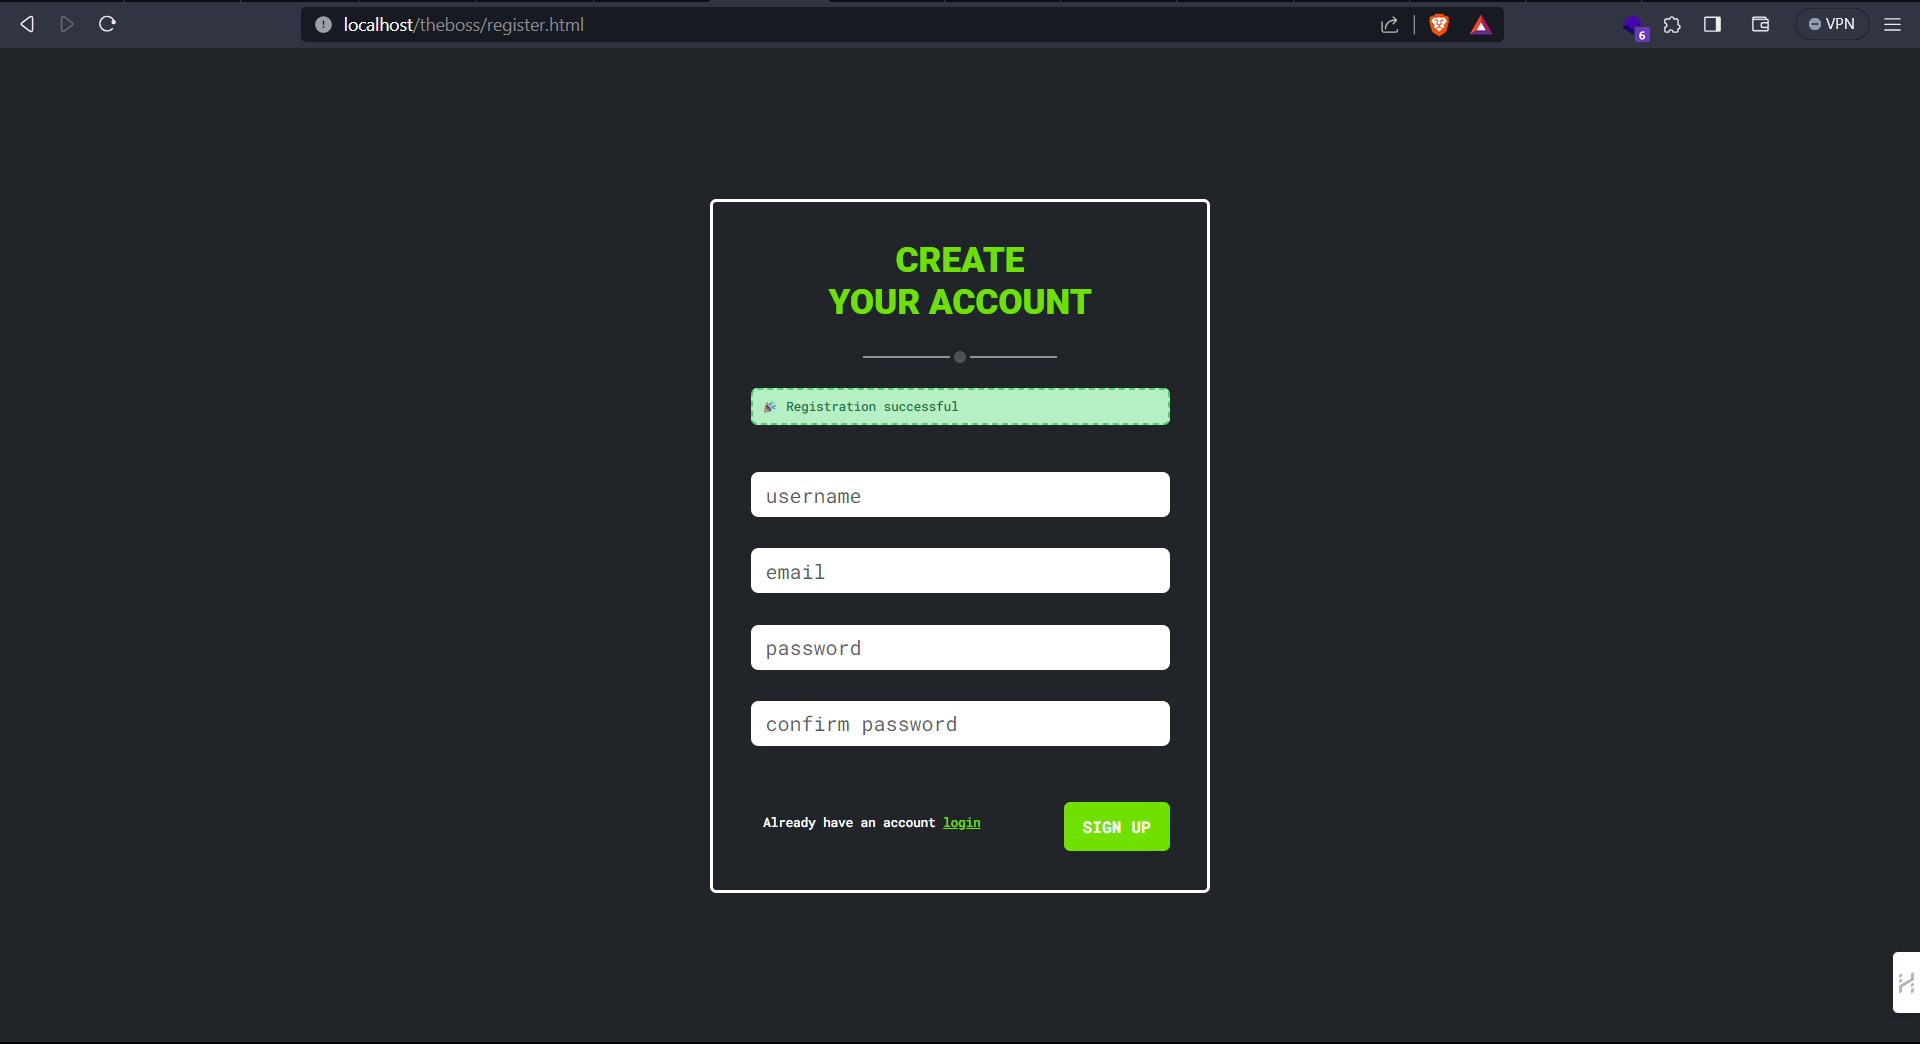 localhost/theboss/register.html
6
VPN
CREATE
YOUR ACCOUNT
🎉 Registration successful
username
email
password
confirm password
Already have an account login
SIGN UP